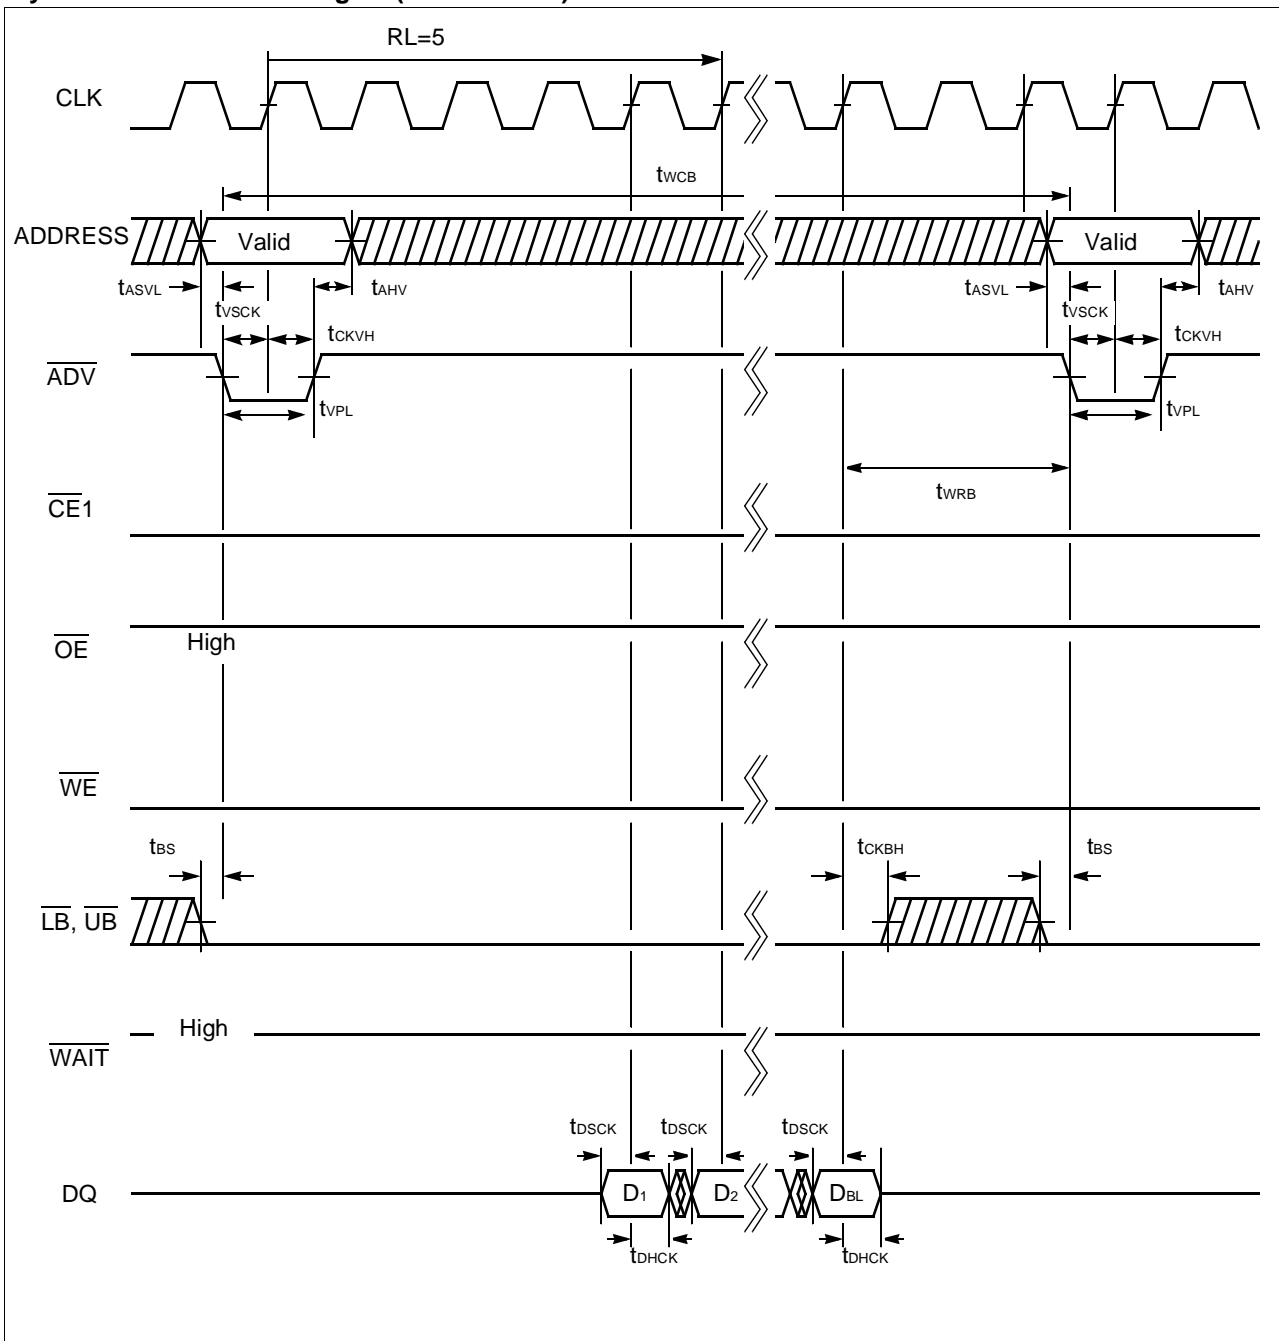 RL=5
CLK
tWCB
ADDRESS Valid Valid
tASVL tAHV tASVL tAHV
tVSCK tVSCK
tCKVH tCKVH
ADV
tVPL tVPL
tWRB
CE1
OE High
WE
tBS tCKBH tBS
LB, UB
High
WAIT
tDSCK tDSCK tDSCK
DQ D1 D2 DBL
tDHCK tDHCK